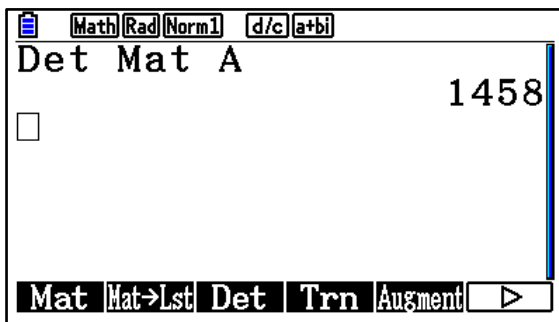 Math Rad Norm1 d/c a+bi
Det Mat A
1458
Mat Mat→Lst Det Trn Augment ▷